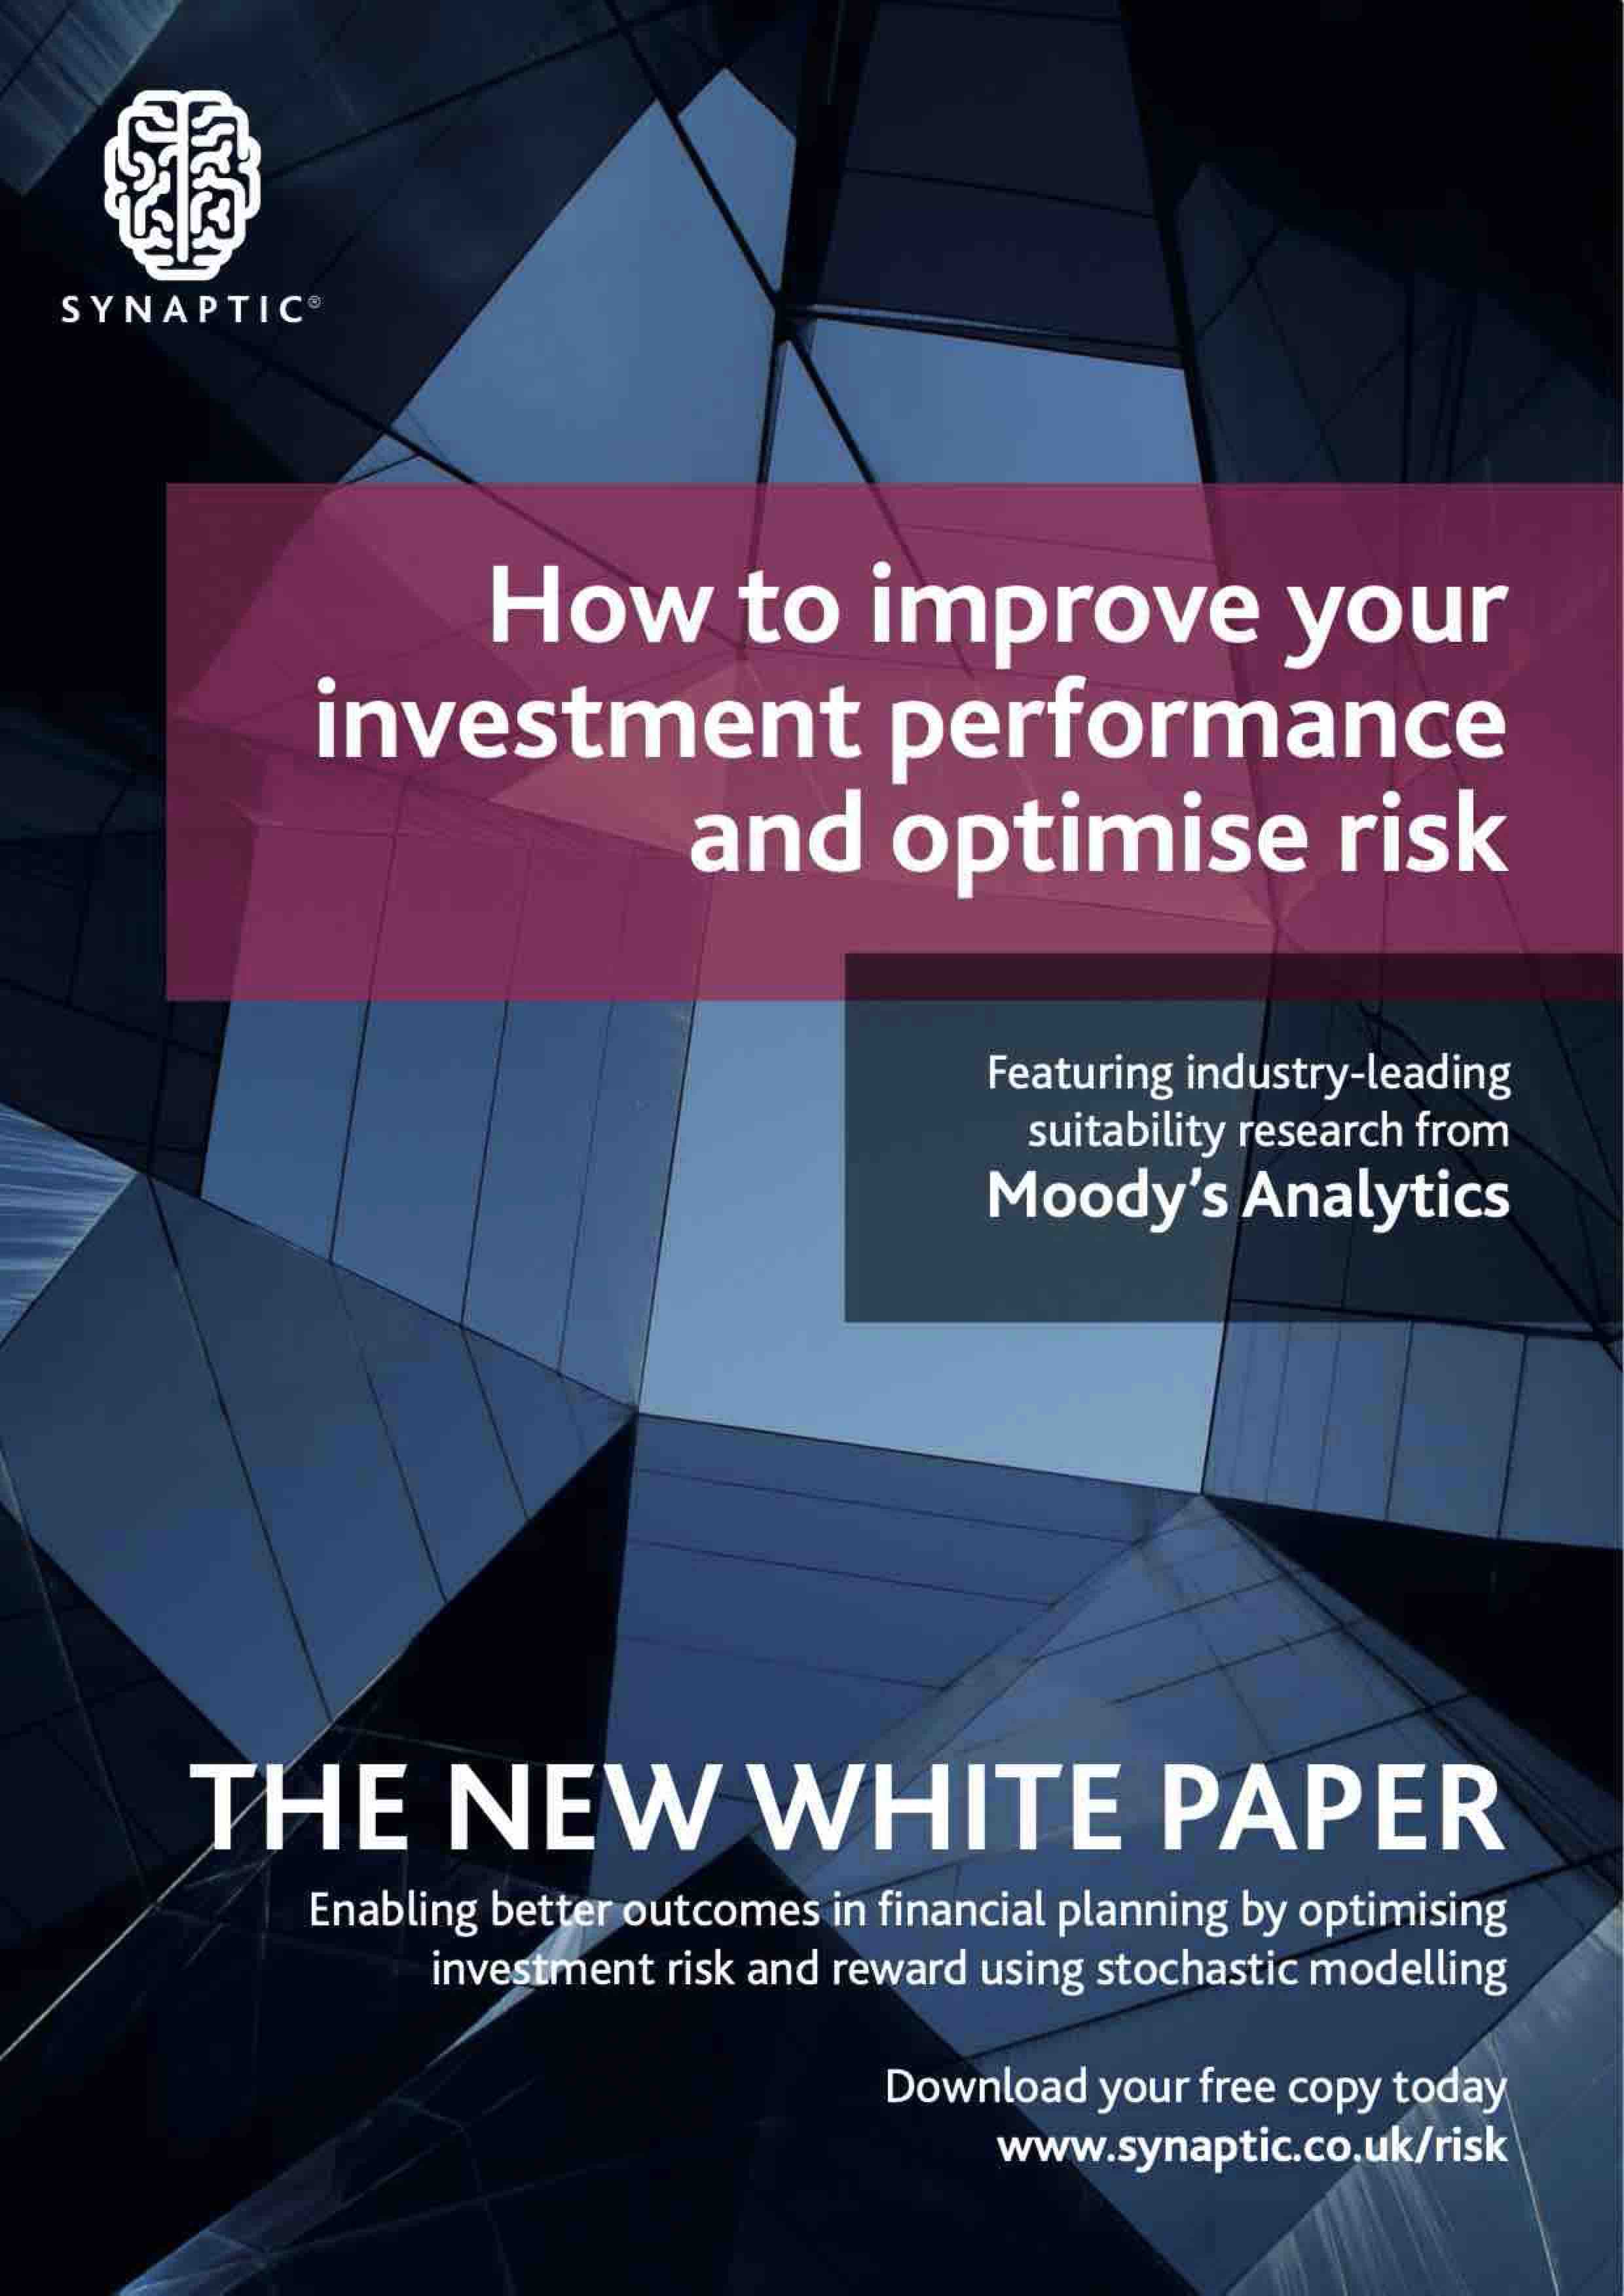 SYNAPTIC®
How to improve your
investment performance
and optimise risk
Featuring industry-leading
suitability research from
Moody's Analytics
THE NEW WHITE PAPER
Enabling better outcomes in financial planning by optimising
investment risk and reward using stochastic modelling
Download your free copy today
www.synaptic.co.uk/risk